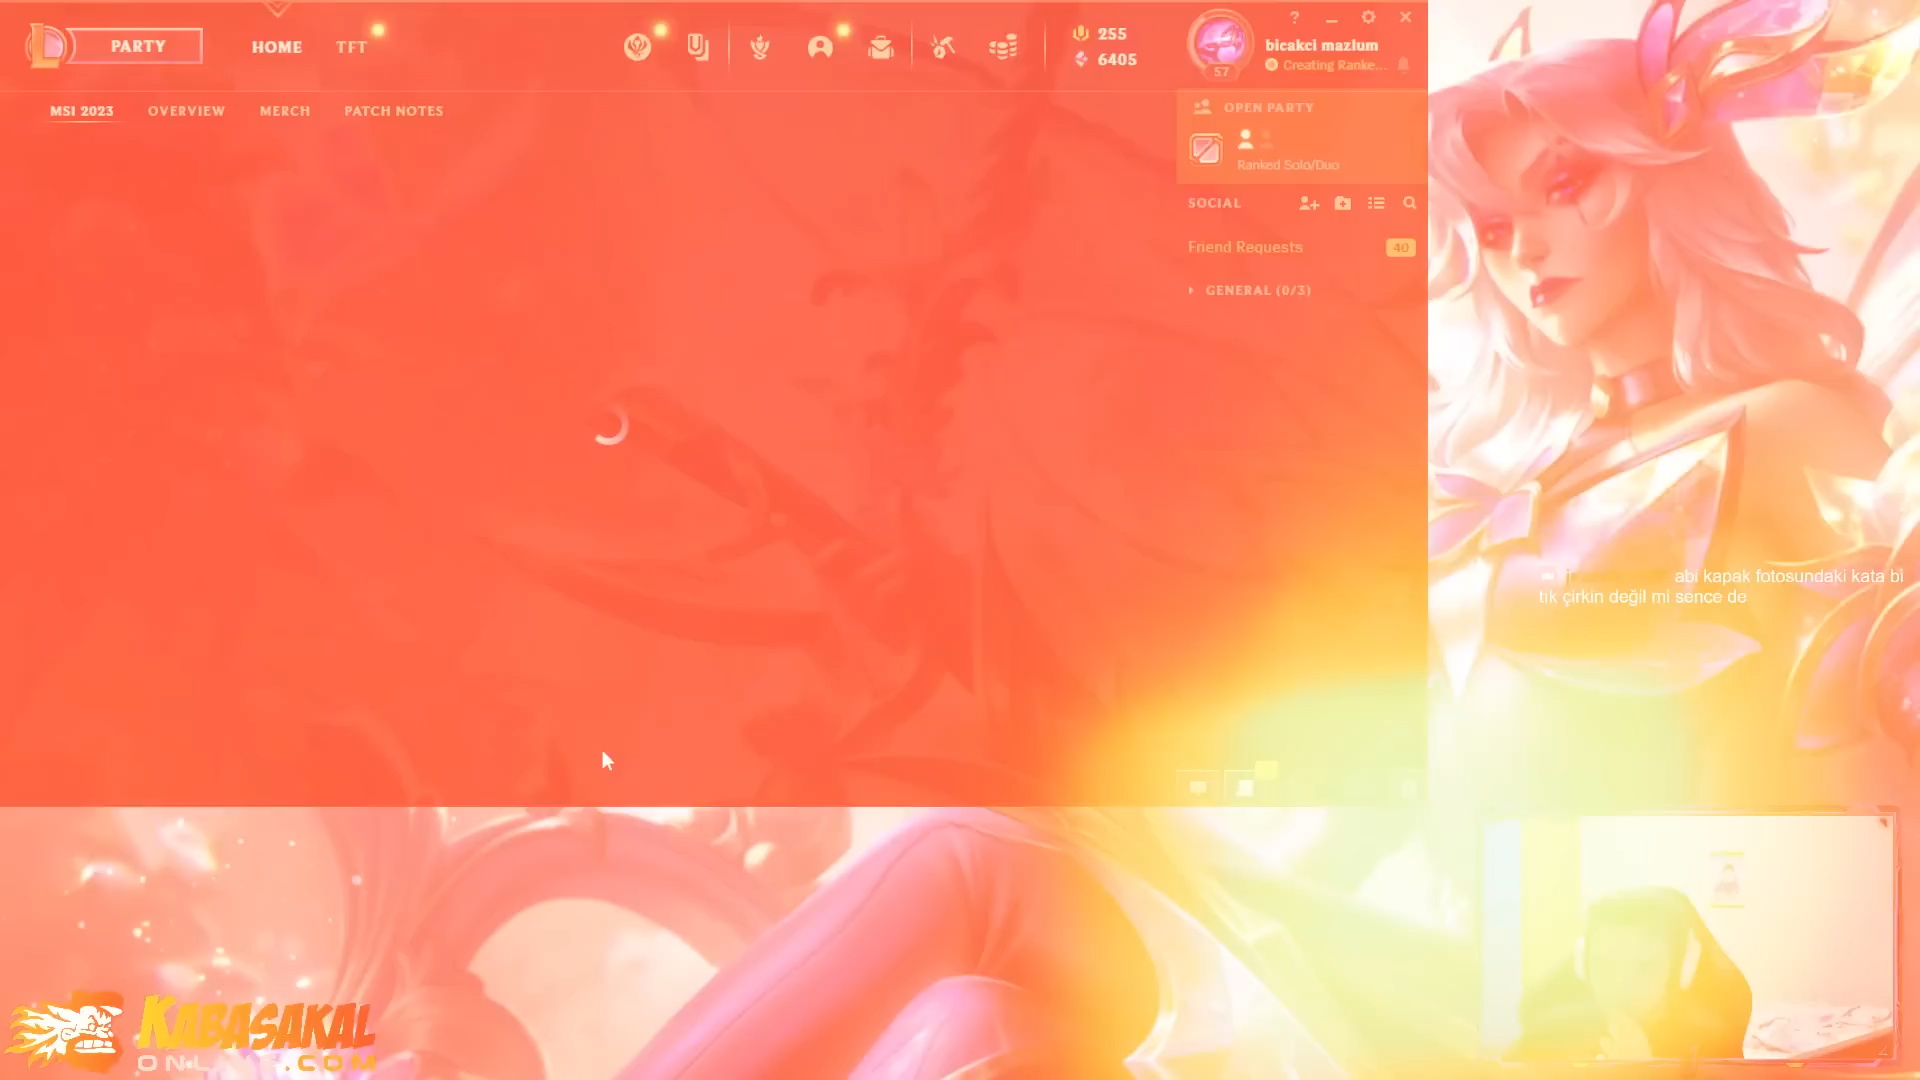 PARTY
HOME
TFT
255
6405
57
bicakci mazlum
Creating Ranke...
MSI 2023
OVERVIEW
MERCH
PATCH NOTES
OPEN PARTY
Ranked Solo/Duo
SOCIAL
Friend Requests
40
GENERAL (0/3)
abi kapak fotosundaki kata bi
tık çirkin değil mi sence de
KABASAKAL
ONLINE.COM